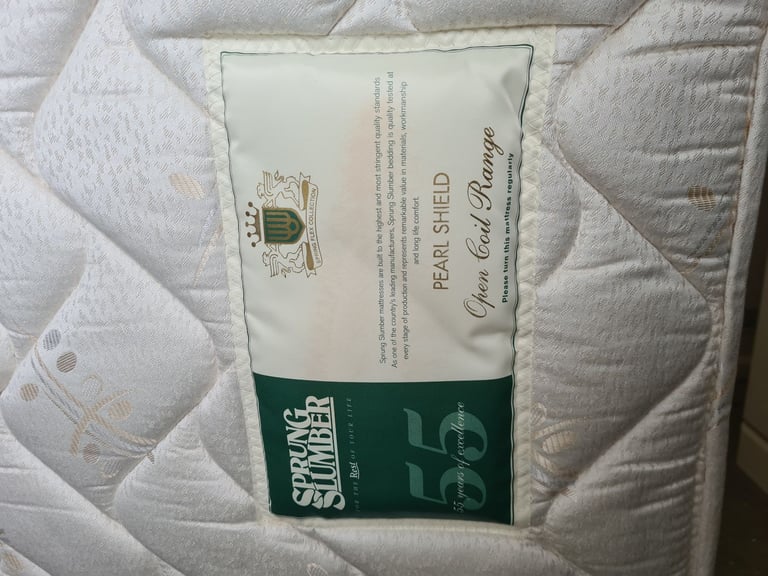 SPRUNG
SLUMBER
FOR THE Rest OF YOUR LIFE
55
55 years of excellence
FLEX COLLECTION
Sprung Slumber mattresses are built to the highest and most stringent quality standards
As one of the country's leading manufacturers, Sprung Slumber bedding is quality tested at
every stage of production and represents remarkable value in materials, workmanship
and long life comfort.
PEARL SHIELD
Open Coil Range
Please turn this mattress regularly